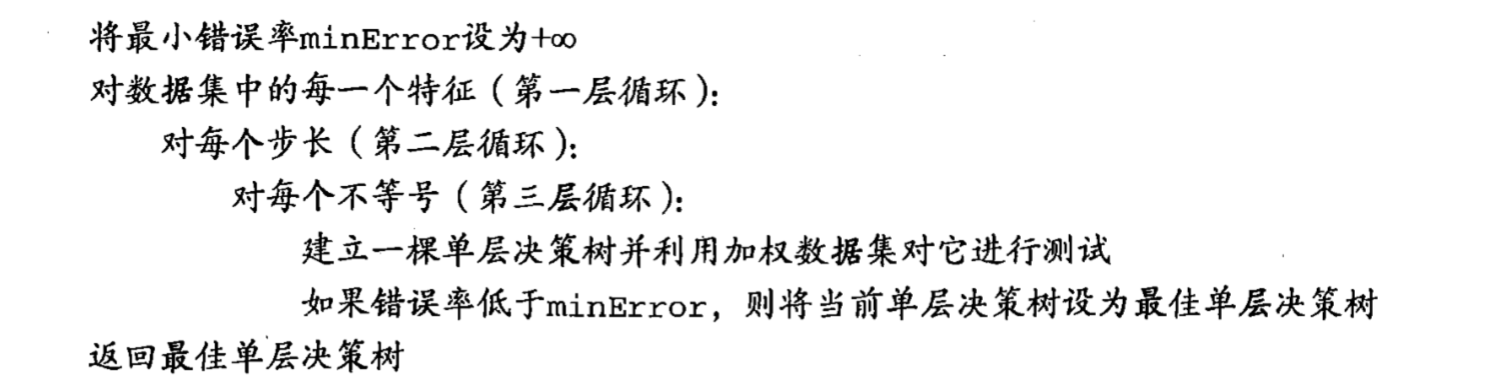 将最小错误率minError设为+∞
对数据集中的每一个特征（第一层循环）：
对每个步长（第二层循环）：
对每个不等号（第三层循环）：
建立一棵单层决策树并利用加权数据集对它进行测试
如果错误率低于minError，则将当前单层决策树设为最佳单层决策树
返回最佳单层决策树